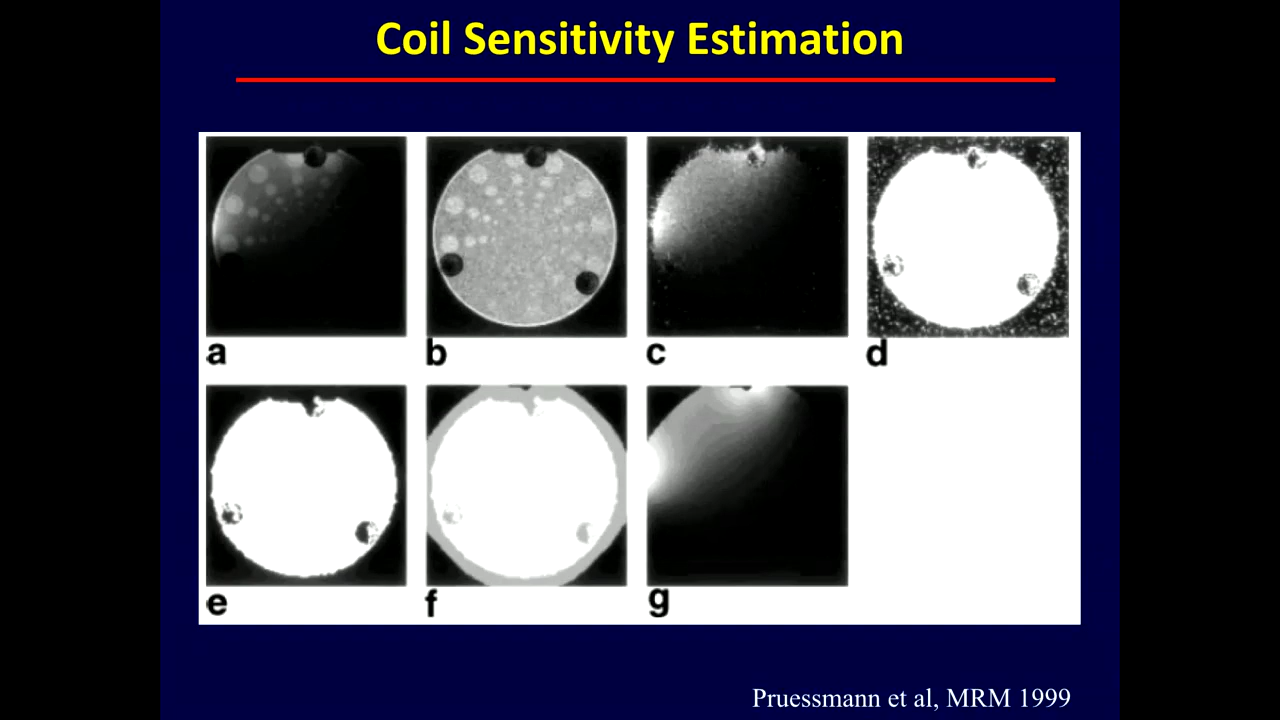 Coil Sensitivity Estimation
a
b
c
d
e
f
g
Pruessmann et al, MRM 1999